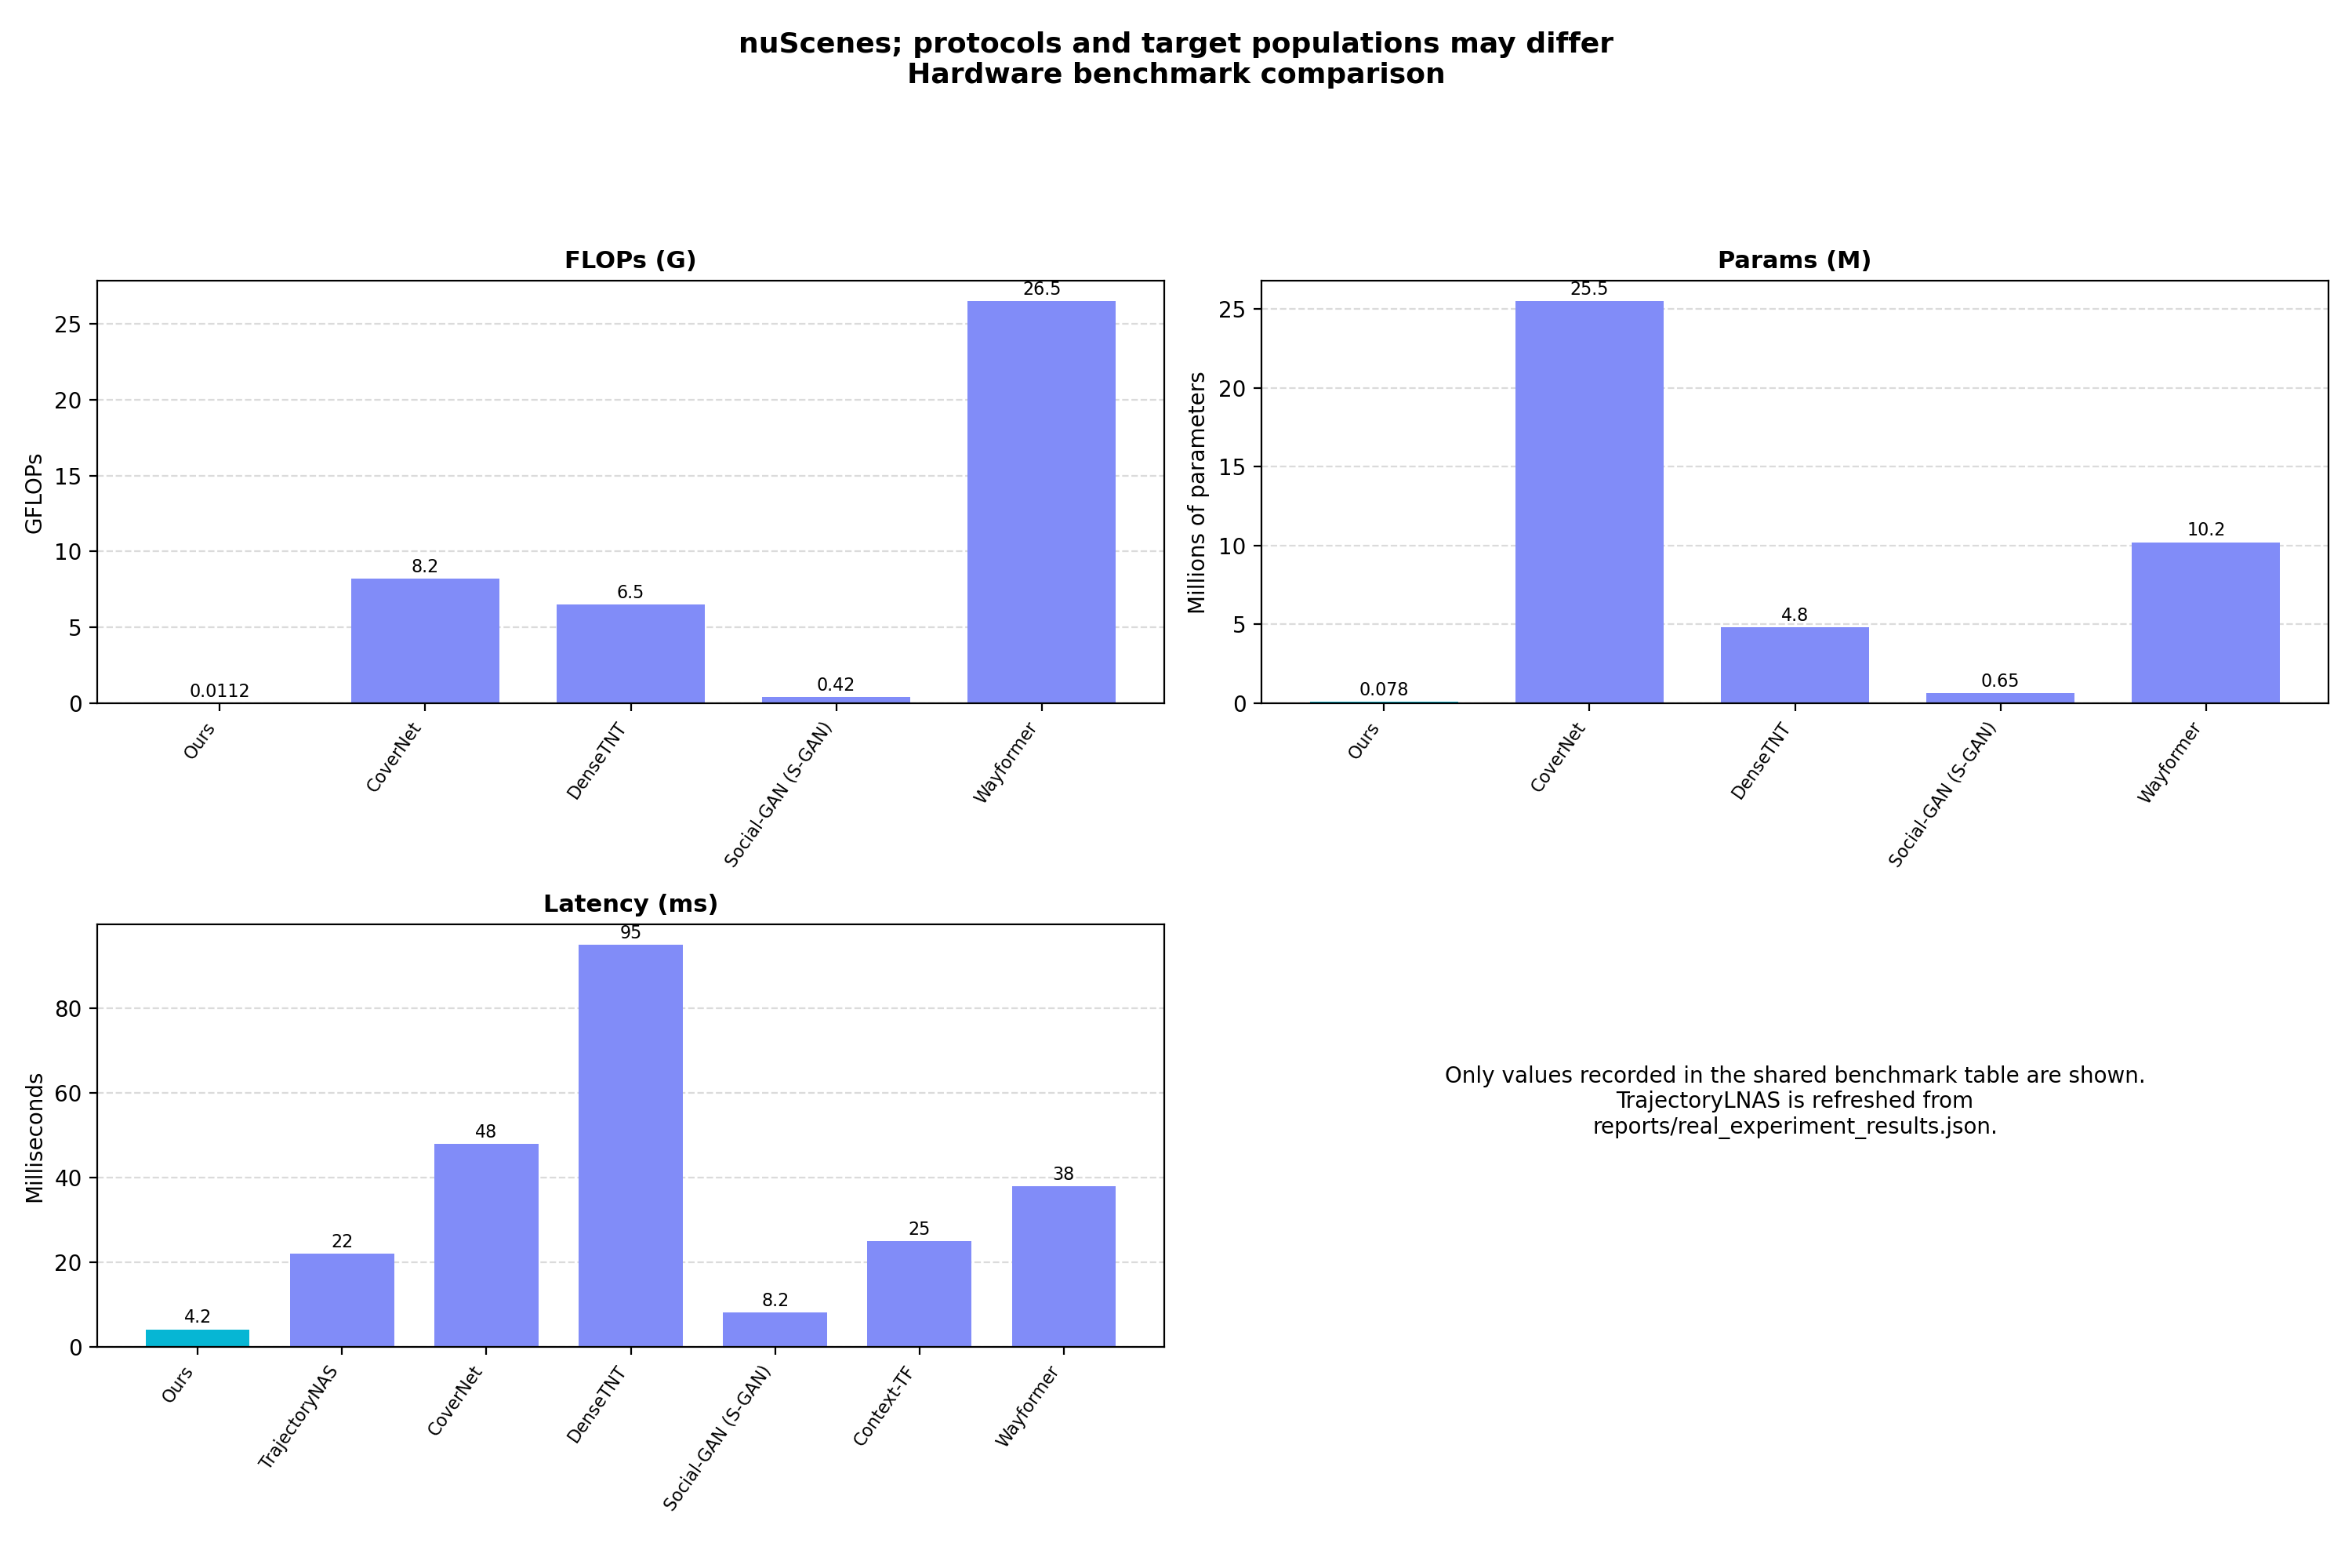 nuScenes; protocols and target populations may differ
Hardware benchmark comparison
FLOPs (G)
GFLOPs
25
20
15
10
5
0
0.0112
8.2
6.5
0.42
26.5
Ours
CoverNet
DenseTNT
Social-GAN (S-GAN)
Wayformer
Params (M)
Millions of parameters
25
20
15
10
5
0
0.078
25.5
4.8
0.65
10.2
Ours
CoverNet
DenseTNT
Social-GAN (S-GAN)
Wayformer
Latency (ms)
Milliseconds
80
60
40
20
0
4.2
22
48
95
8.2
25
38
Ours
TrajectoryNAS
CoverNet
DenseTNT
Social-GAN (S-GAN)
Context-TF
Wayformer
Only values recorded in the shared benchmark table are shown.
TrajectoryLNAS is refreshed from
reports/real_experiment_results.json.